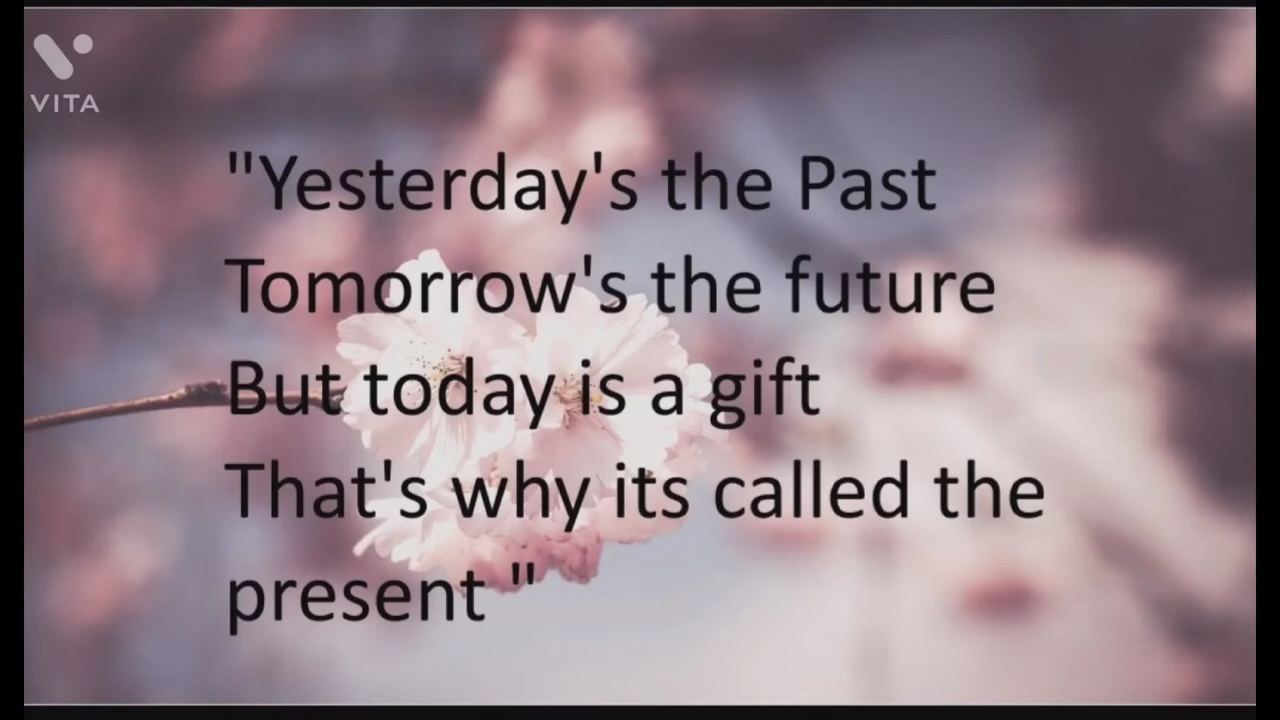 VITA
"Yesterday's the Past
Tomorrow's the future
But today is a gift
That's why its called the
present "